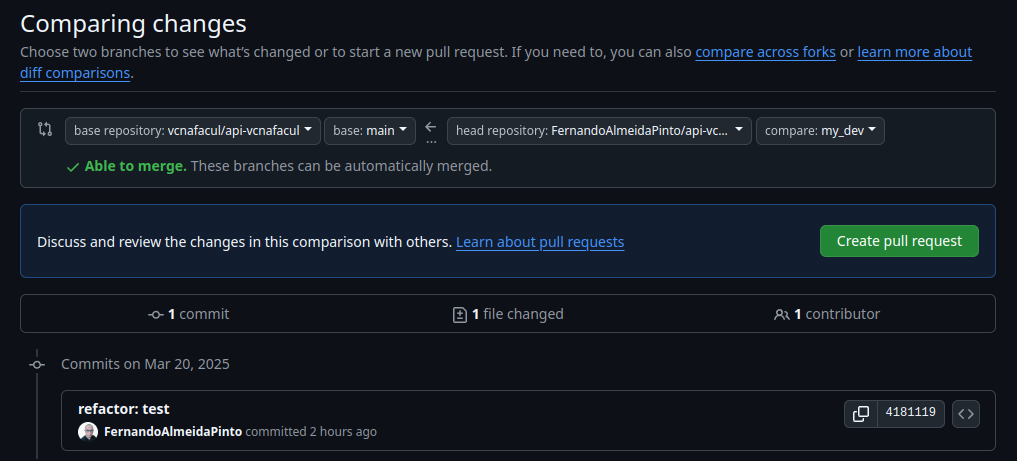 Comparing changes
Choose two branches to see what's changed or to start a new pull request. If you need to, you can also compare across forks or learn more about
diff comparisons.
base repository: vcnafacul/api-vcnafacul base: main ... head repository: FernandoAlmeidaPinto/api-vc... compare: my_dev
Able to merge. These branches can be automatically merged.
Discuss and review the changes in this comparison with others. Learn about pull requests Create pull request
1 commit 1 file changed 1 contributor
Commits on Mar 20, 2025
refactor: test 4181119
FernandoAlmeidaPinto committed 2 hours ago